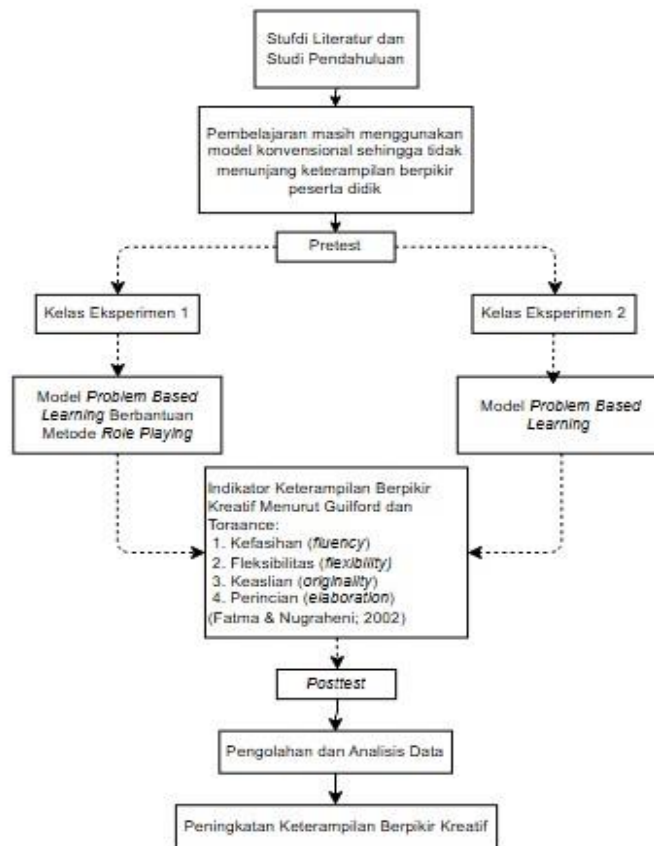 Stufdi Literatur dan
Studi Pendahuluan
Pembelajaran masih menggunakan
model konvensional sehingga tidak
menunjang keterampilan berpikir
peserta didik
Pretest
Kelas Eksperimen 1
Kelas Eksperimen 2
Model Problem Based
Learning Berbantuan
Metode Role Playing
Model Problem Based
Learning
Indikator Keterampilan Berpikir
Kreatif Menurut Guilford dan
Toraance:
1. Kefasihan (fluency)
2. Fleksibilitas (flexibility)
3. Keaslian (originality)
4. Perincian (elaboration)
(Fatma & Nugraheni; 2002)
Posttest
Pengolahan dan Analisis Data
Peningkatan Keterampilan Berpikir Kreatif